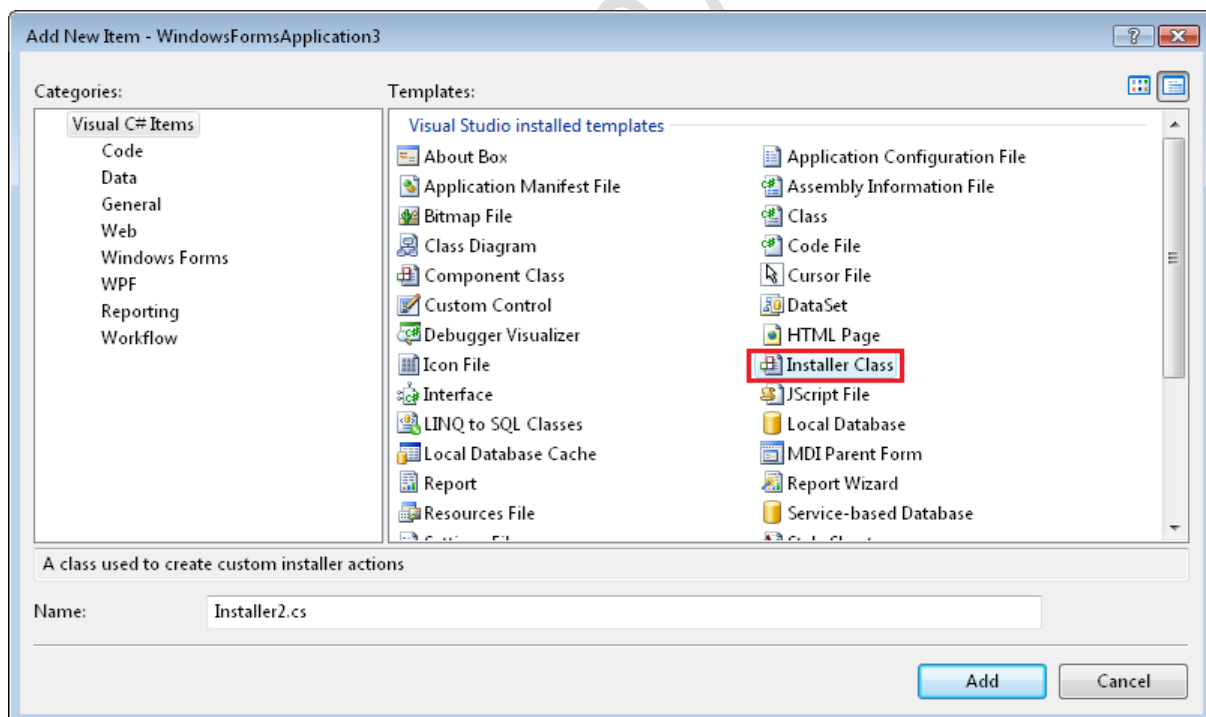 Add New Item - WindowsFormsApplication3
Categories:
Templates:
Visual C# Items
Code
Data
General
Web
Windows Forms
WPF
Reporting
Workflow
Visual Studio installed templates
About Box
Application Configuration File
Application Manifest File
Assembly Information File
Bitmap File
Class
Class Diagram
Code File
Component Class
Cursor File
Custom Control
DataSet
Debugger Visualizer
HTML Page
Icon File
Installer Class
Interface
JScript File
LINQ to SQL Classes
Local Database
Local Database Cache
MDI Parent Form
Report
Report Wizard
Resources File
Service-based Database
A class used to create custom installer actions
Name:
Installer2.cs
Add
Cancel